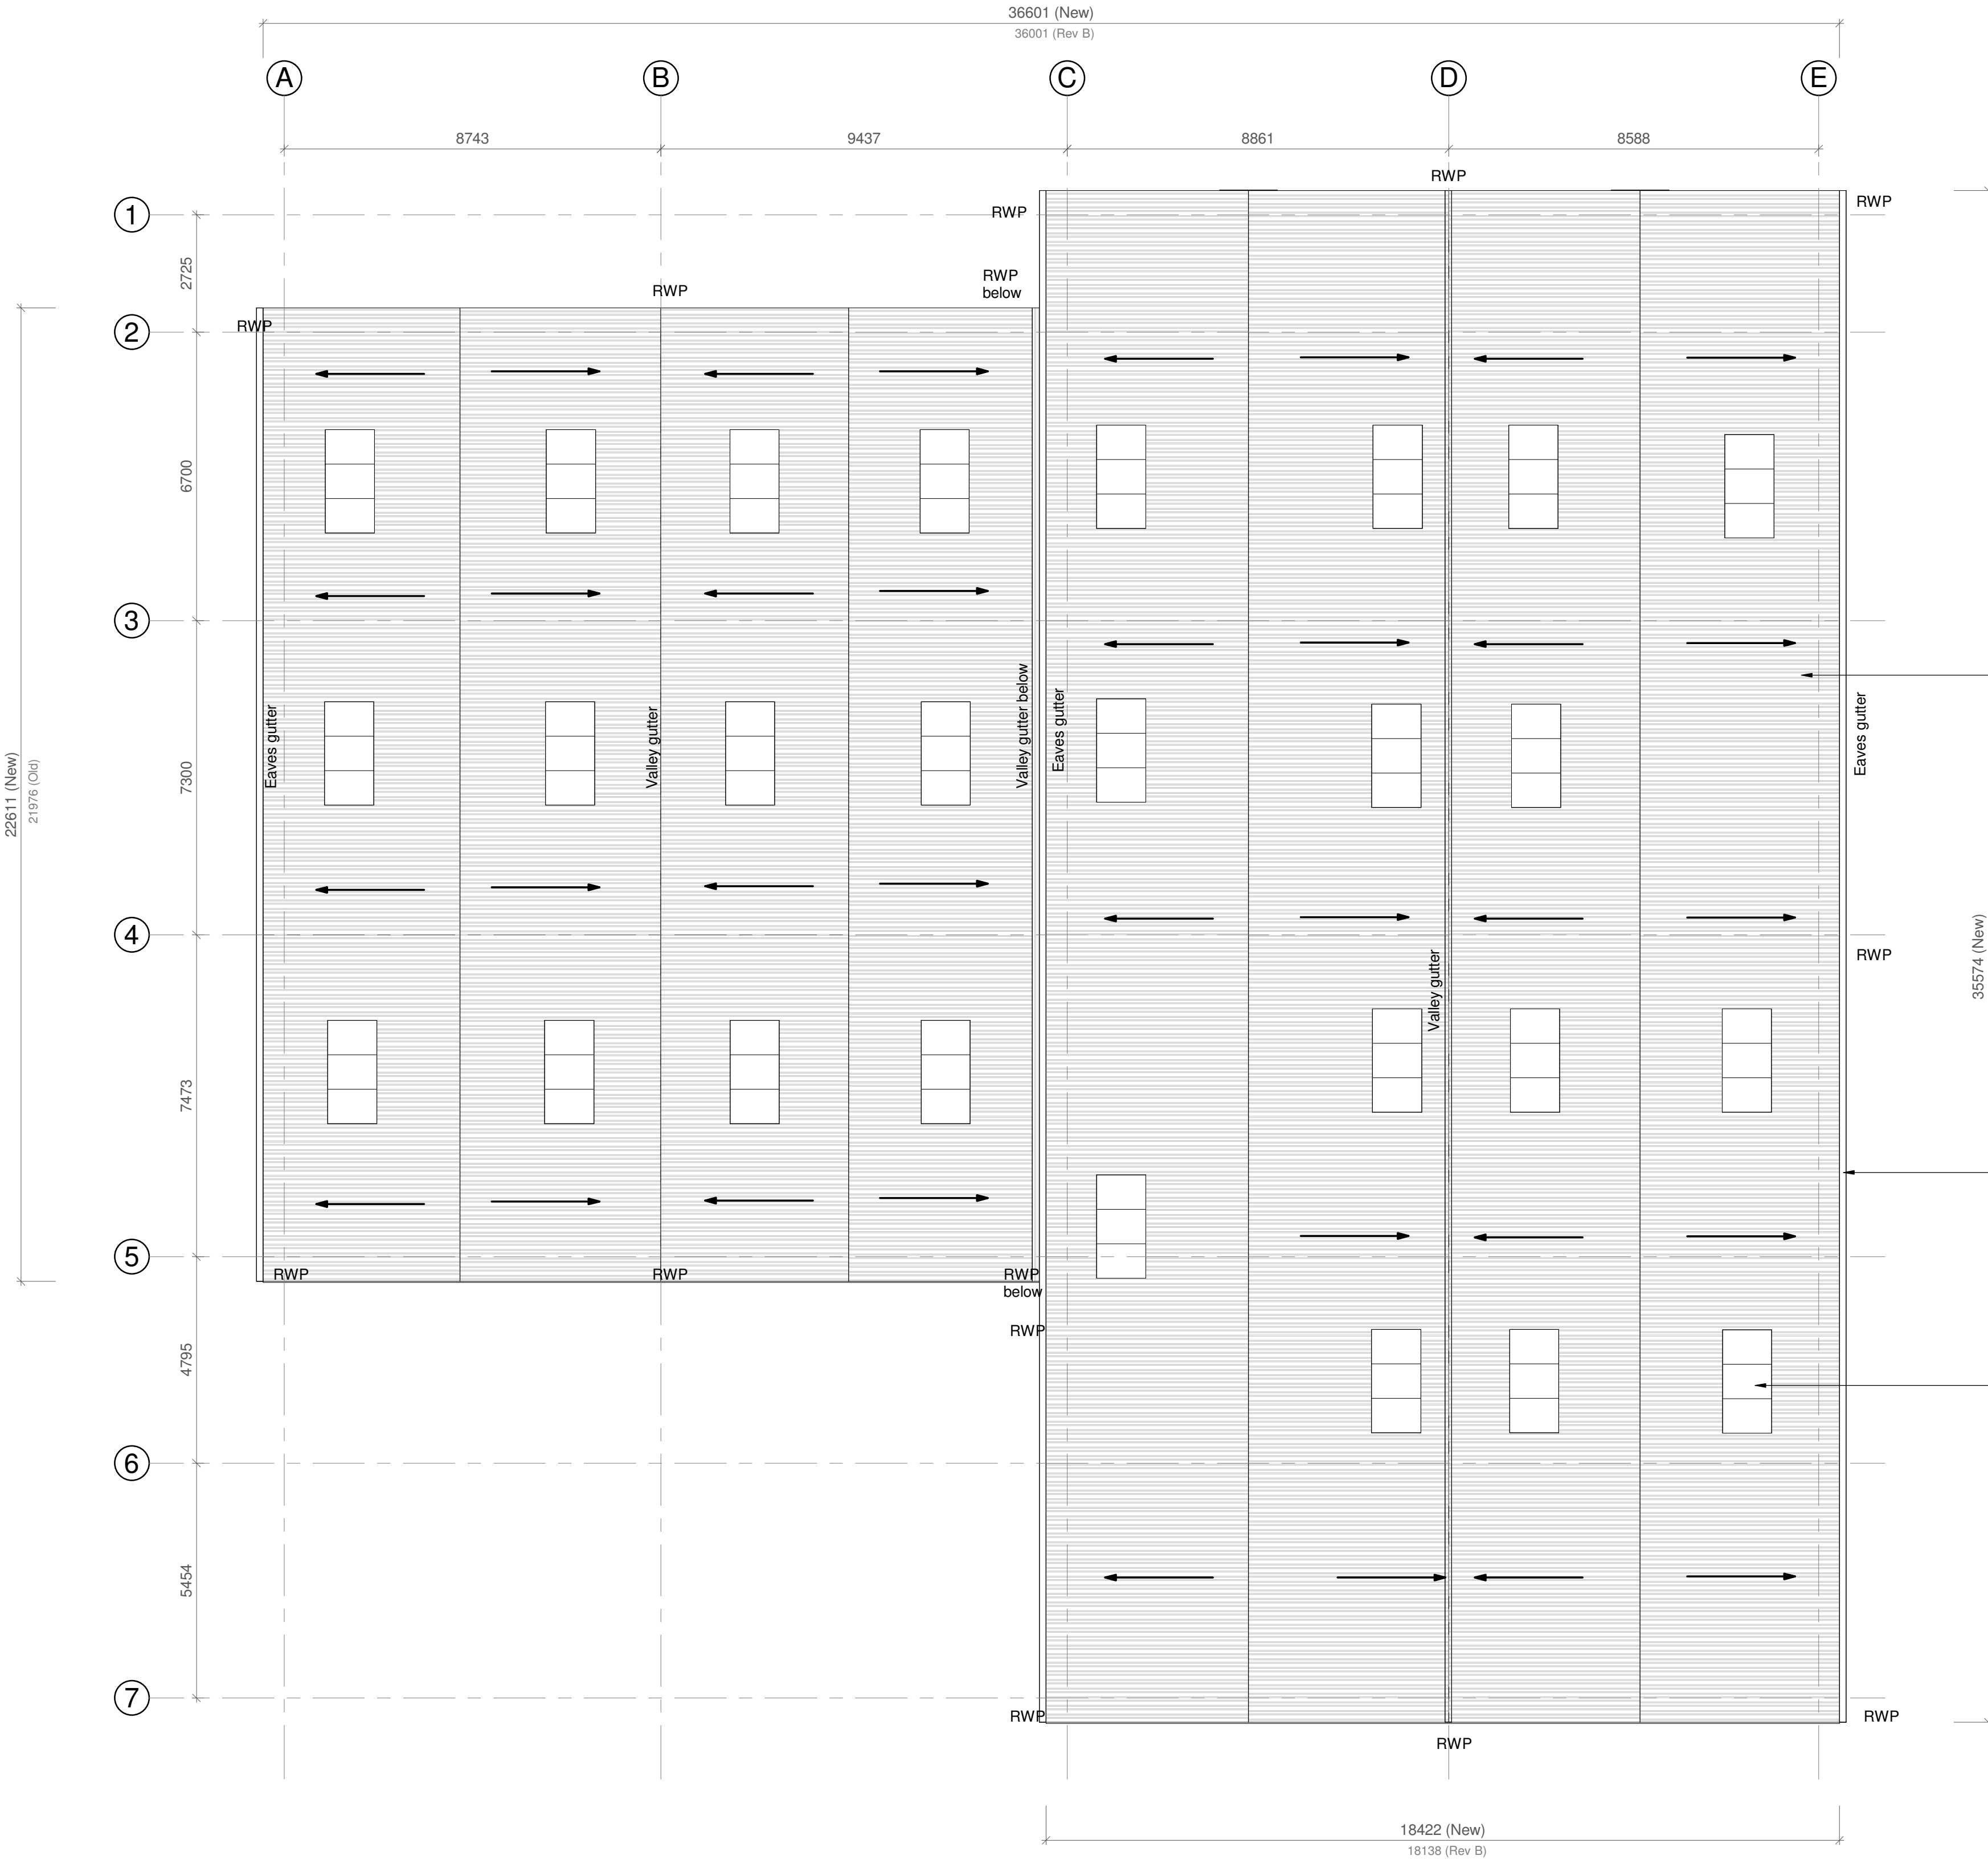 36601 (New)
36001 (Rev B)
A
B
C
D
E
8743
9437
8861
8588
RWP
RWP
RWP
1
2725
RWP
below
RWP
RWP
2
6700
3
Eaves gutter
Valley gutter
Valley gutter below
Eaves gutter
Eaves gutter
22611 (New)
21976 (Old)
7300
4
RWP
35574 (New)
Valley gutter
7473
5
RWP
RWP
RWP
below
RWP
4795
6
5454
7
RWP
RWP
RWP
18422 (New)
18138 (Rev B)